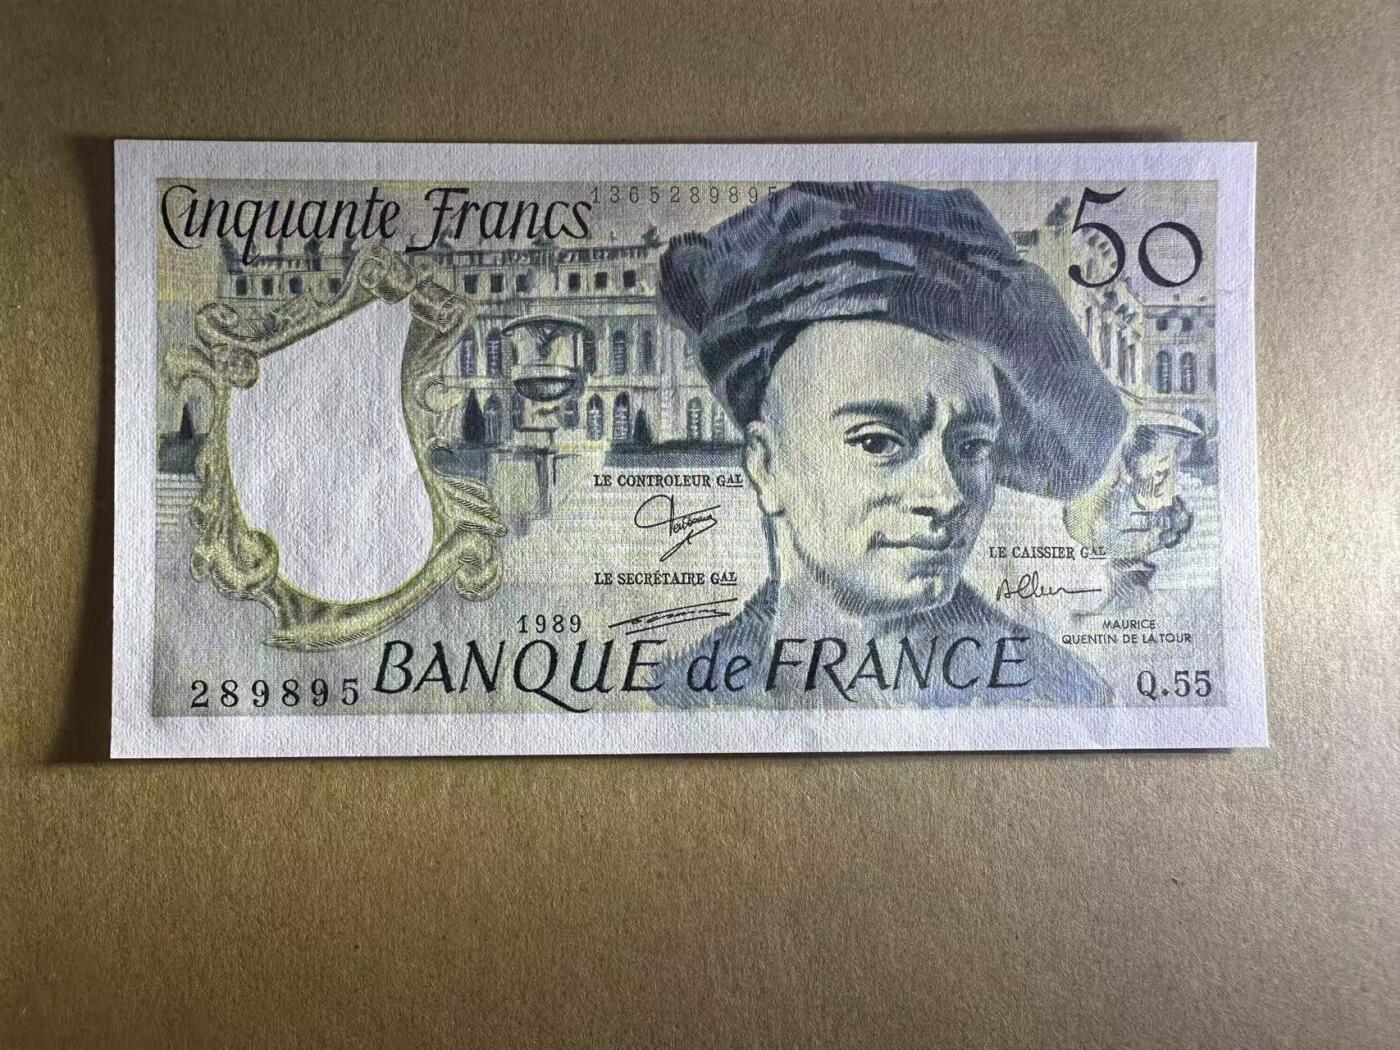 Cinquante Francs
1365289895
50
LE CONTROLEUR GAL
LE CAISSIER GAL
LE SECRÉTAIRE GAL
MAURICE
QUENTIN DE LA TOUR
1989
BANQUE de FRANCE
289895
Q.55